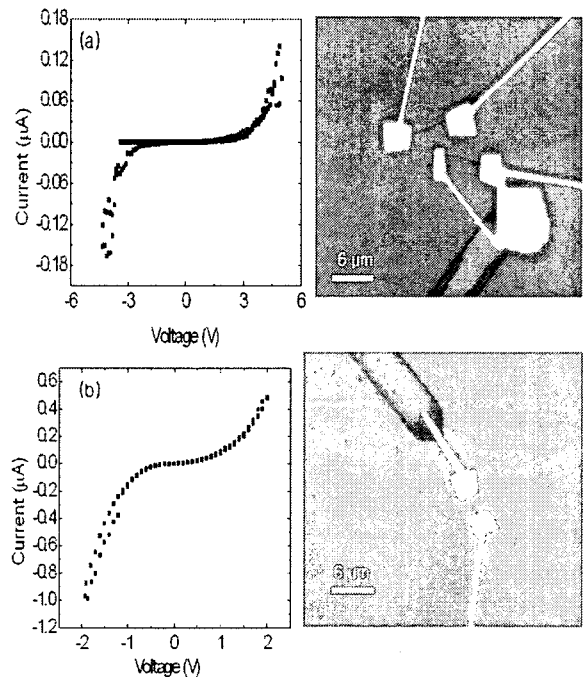 (a)
Current (μA)
0.18
0.12
0.06
0.00
-0.06
-0.12
-0.18
-6 -3 0 3 6
Voltage (V)
6 μm
(b)
Current (μA)
0.6
0.4
0.2
0.0
-0.2
-0.4
-0.6
-0.8
-1.0
-1.2
-2 -1 0 1 2
Voltage (V)
6 μm